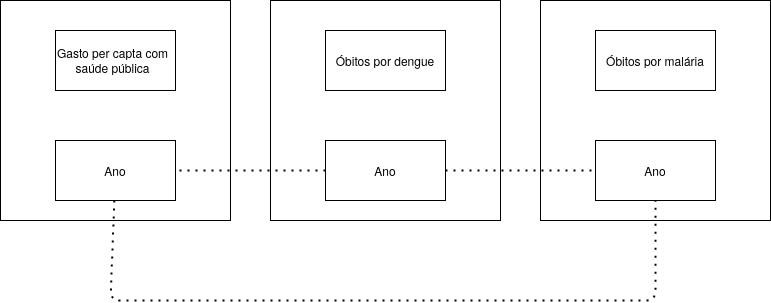 Gasto per capta com
saúde pública
Óbitos por dengue
Óbitos por malária
Ano
Ano
Ano